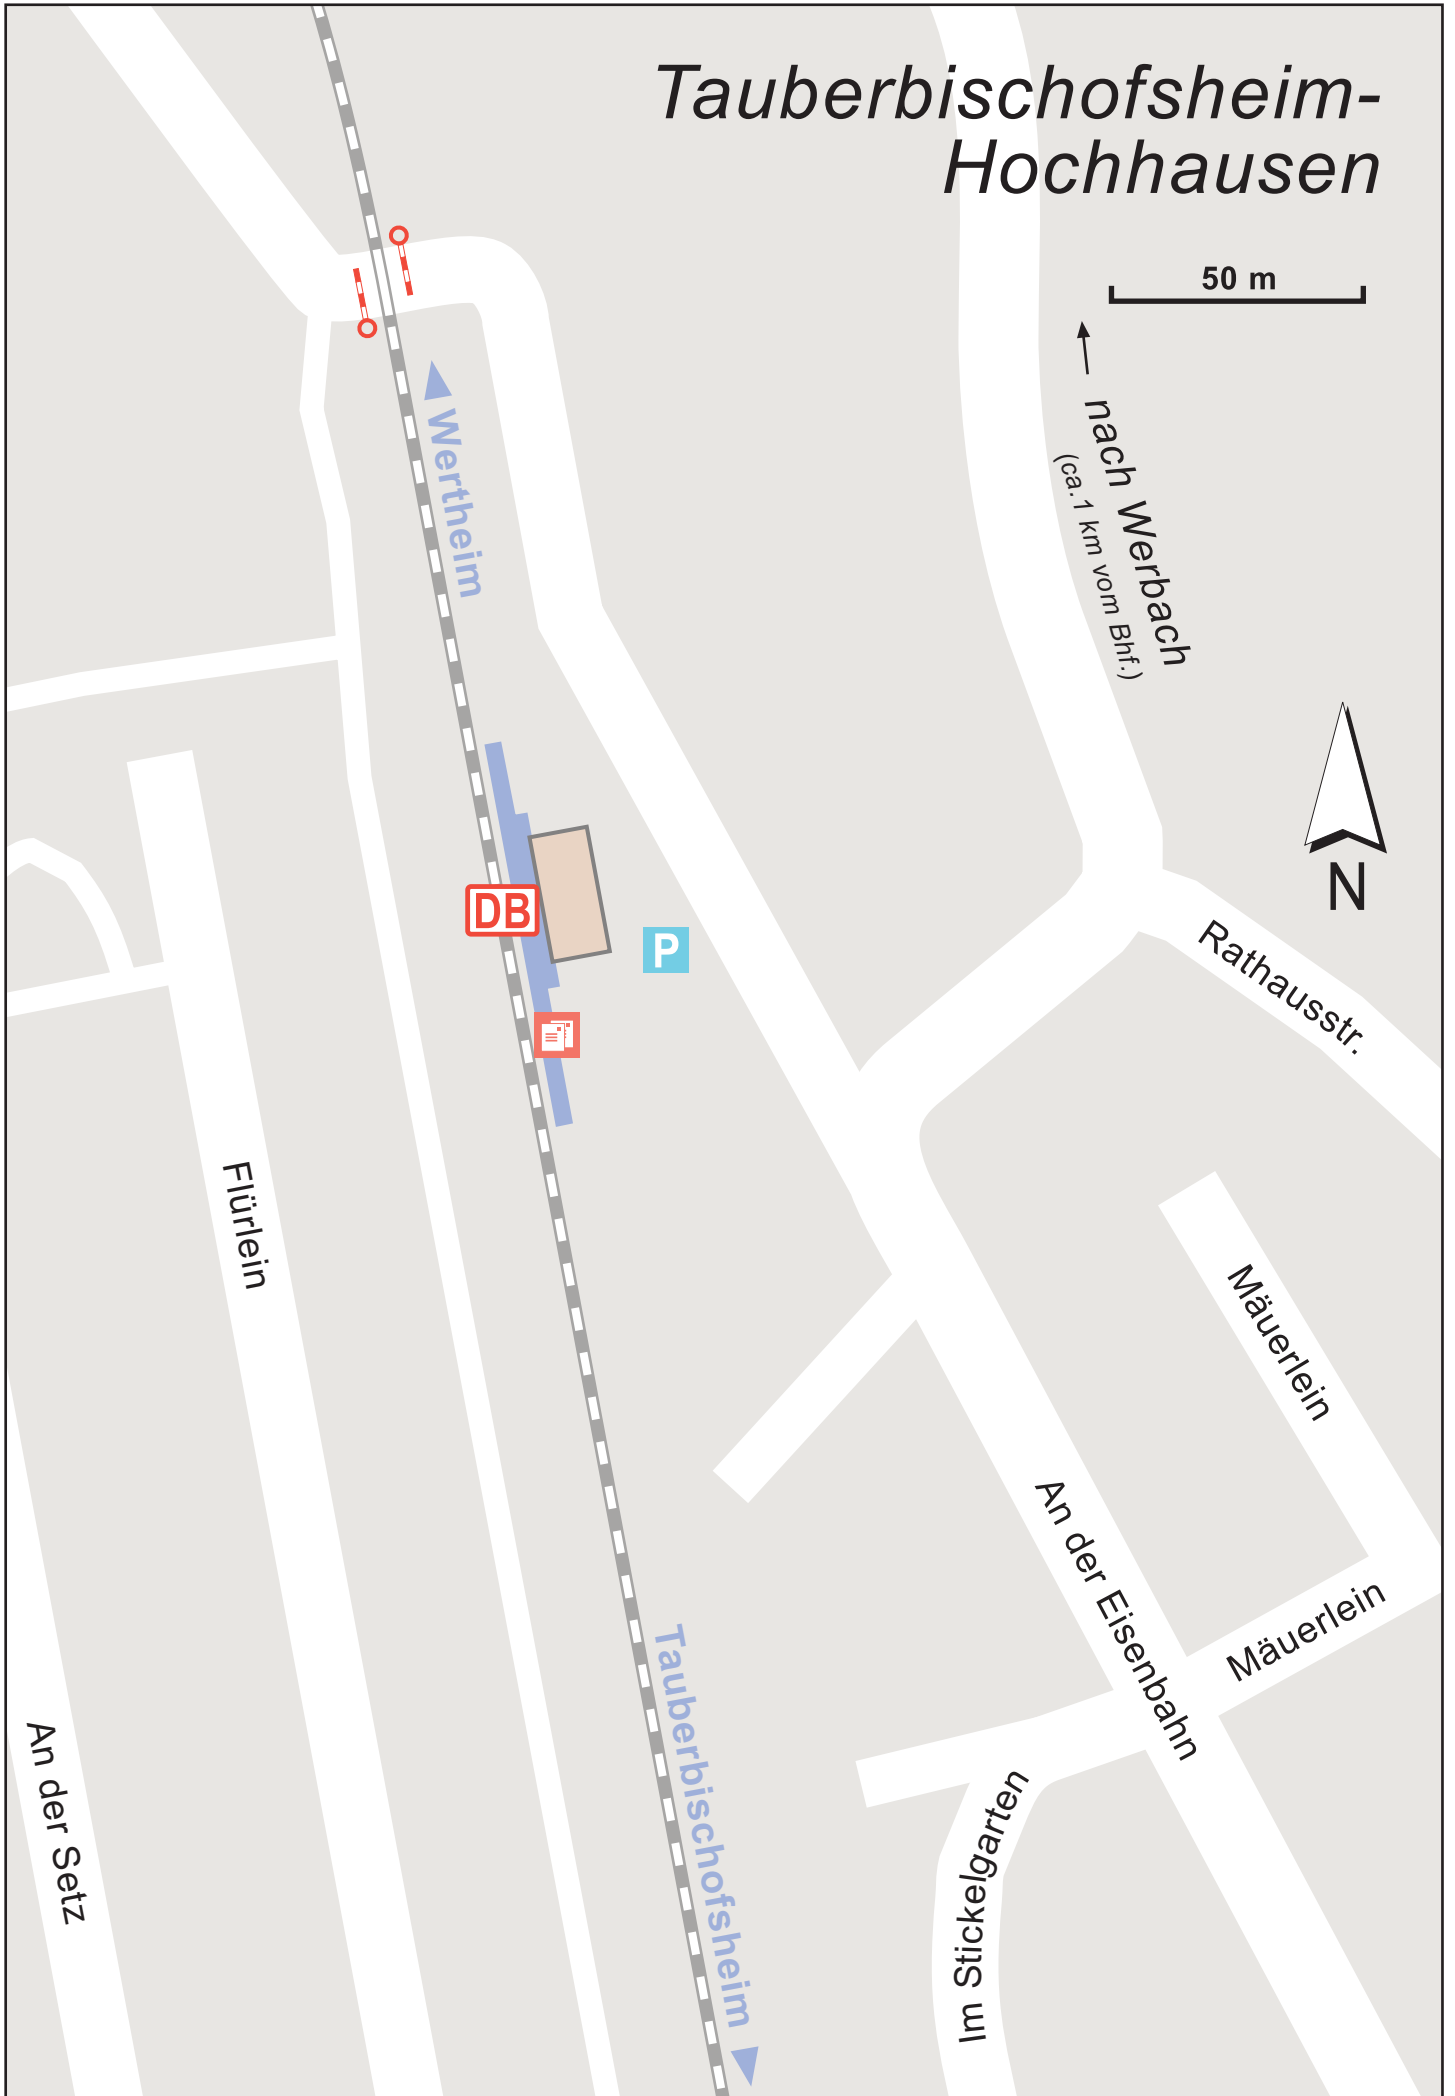 Tauberbischofsheim-
Hochhausen
50 m
nach Werbach
(ca.1 km vom Bhf.)
Wertheim
N
DB
P
Rathausstr.
Flürlein
Mäuerlein
An der Eisenbahn
Mäuerlein
Tauberbischofsheim
An der Setz
Im Stickelgarten